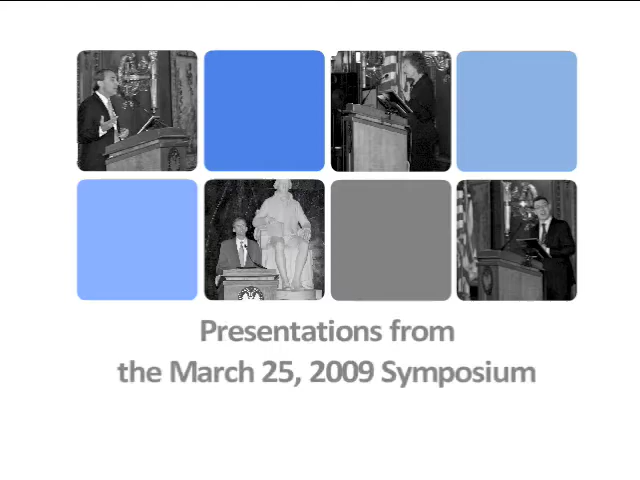 Presentations from
the March 25, 2009 Symposium